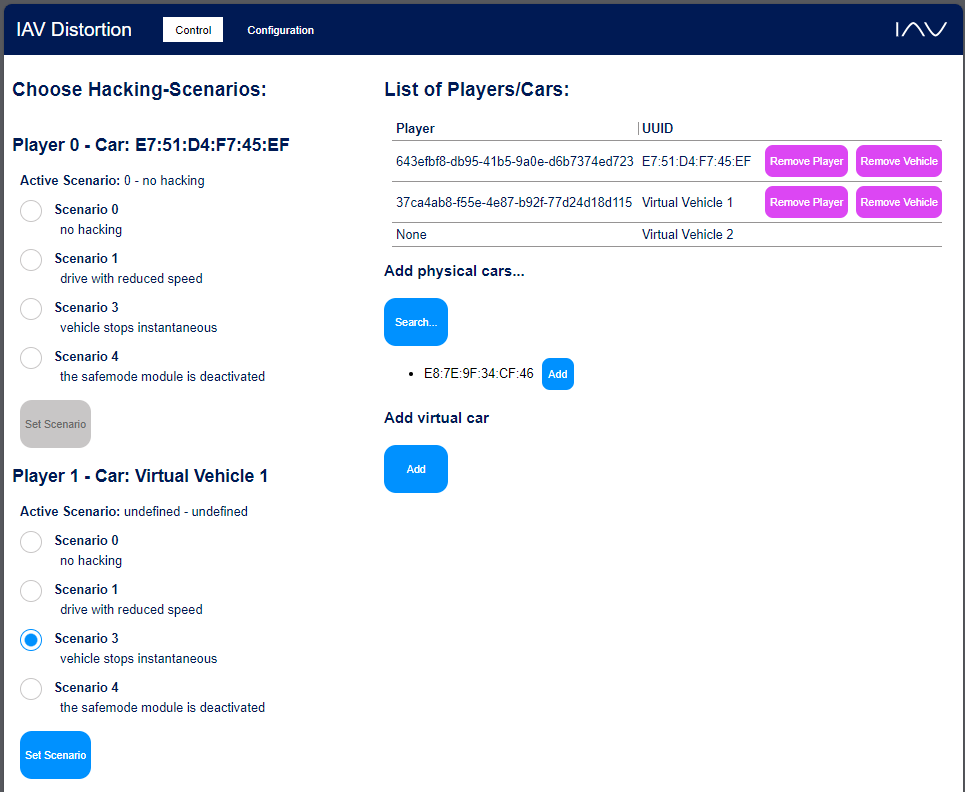 IAV Distortion
Control
Configuration
IAV
Choose Hacking-Scenarios:
Player 0 - Car: E7:51:D4:F7:45:EF
Active Scenario: 0 - no hacking
Scenario 0
no hacking
Scenario 1
drive with reduced speed
Scenario 3
vehicle stops instantaneous
Scenario 4
the safemode module is deactivated
Set Scenario
Player 1 - Car: Virtual Vehicle 1
Active Scenario: undefined - undefined
Scenario 0
no hacking
Scenario 1
drive with reduced speed
Scenario 3
vehicle stops instantaneous
Scenario 4
the safemode module is deactivated
Set Scenario
List of Players/Cars:
Player UUID
643efbf8-db95-41b5-9a0e-d6b7374ed723 E7:51:D4:F7:45:EF Remove Player Remove Vehicle
37ca4ab8-f55e-4e87-b92f-77d24d18d115 Virtual Vehicle 1 Remove Player Remove Vehicle
None Virtual Vehicle 2
Add physical cars...
Search...
• E8:7E:9F:34:CF:46 Add
Add virtual car
Add